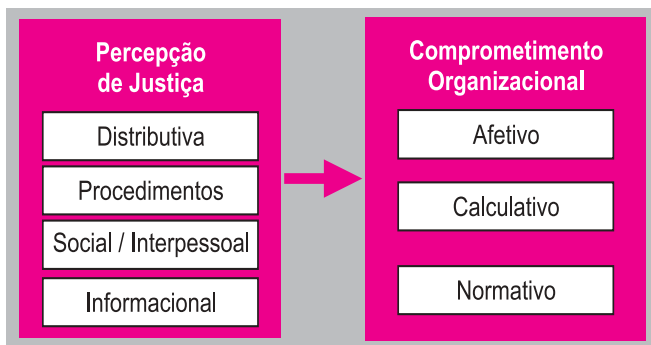 Percepção
de Justiça
Distributiva
Procedimentos
Social / Interpessoal
Informacional
Comprometimento
Organizacional
Afetivo
Calculativo
Normativo